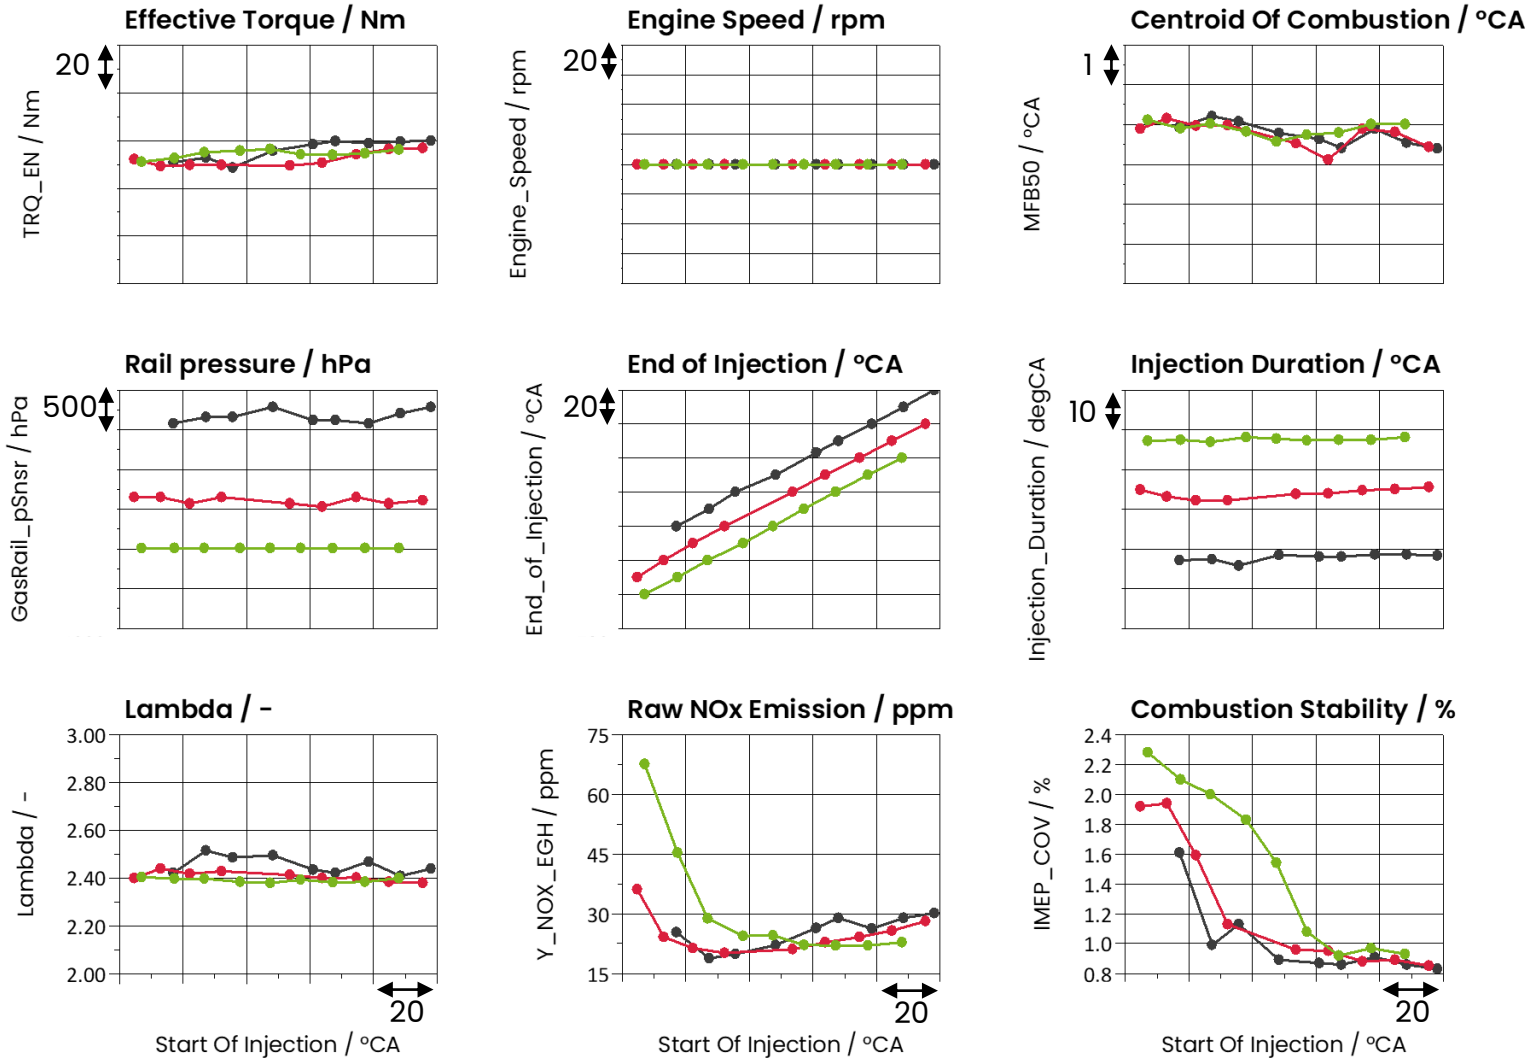 Effective Torque / Nm
20
TRQ_EN / Nm
Engine Speed / rpm
20
Engine_Speed / rpm
Centroid Of Combustion / °CA
1
MFB50 / °CA
Rail pressure / hPa
500
GasRail_pSnsr / hPa
End of Injection / °CA
20
End_of_Injection / °CA
Injection Duration / °CA
10
Injection_Duration / degCA
Lambda / -
3.00
2.80
2.60
2.40
2.20
2.00
Lambda / -
20
Start Of Injection / °CA
Raw NOx Emission / ppm
75
60
45
30
15
Y_NOX_EGH / ppm
20
Start Of Injection / °CA
Combustion Stability / %
2.4
2.2
2.0
1.8
1.6
1.4
1.2
1.0
0.8
IMEP_COV / %
20
Start Of Injection / °CA